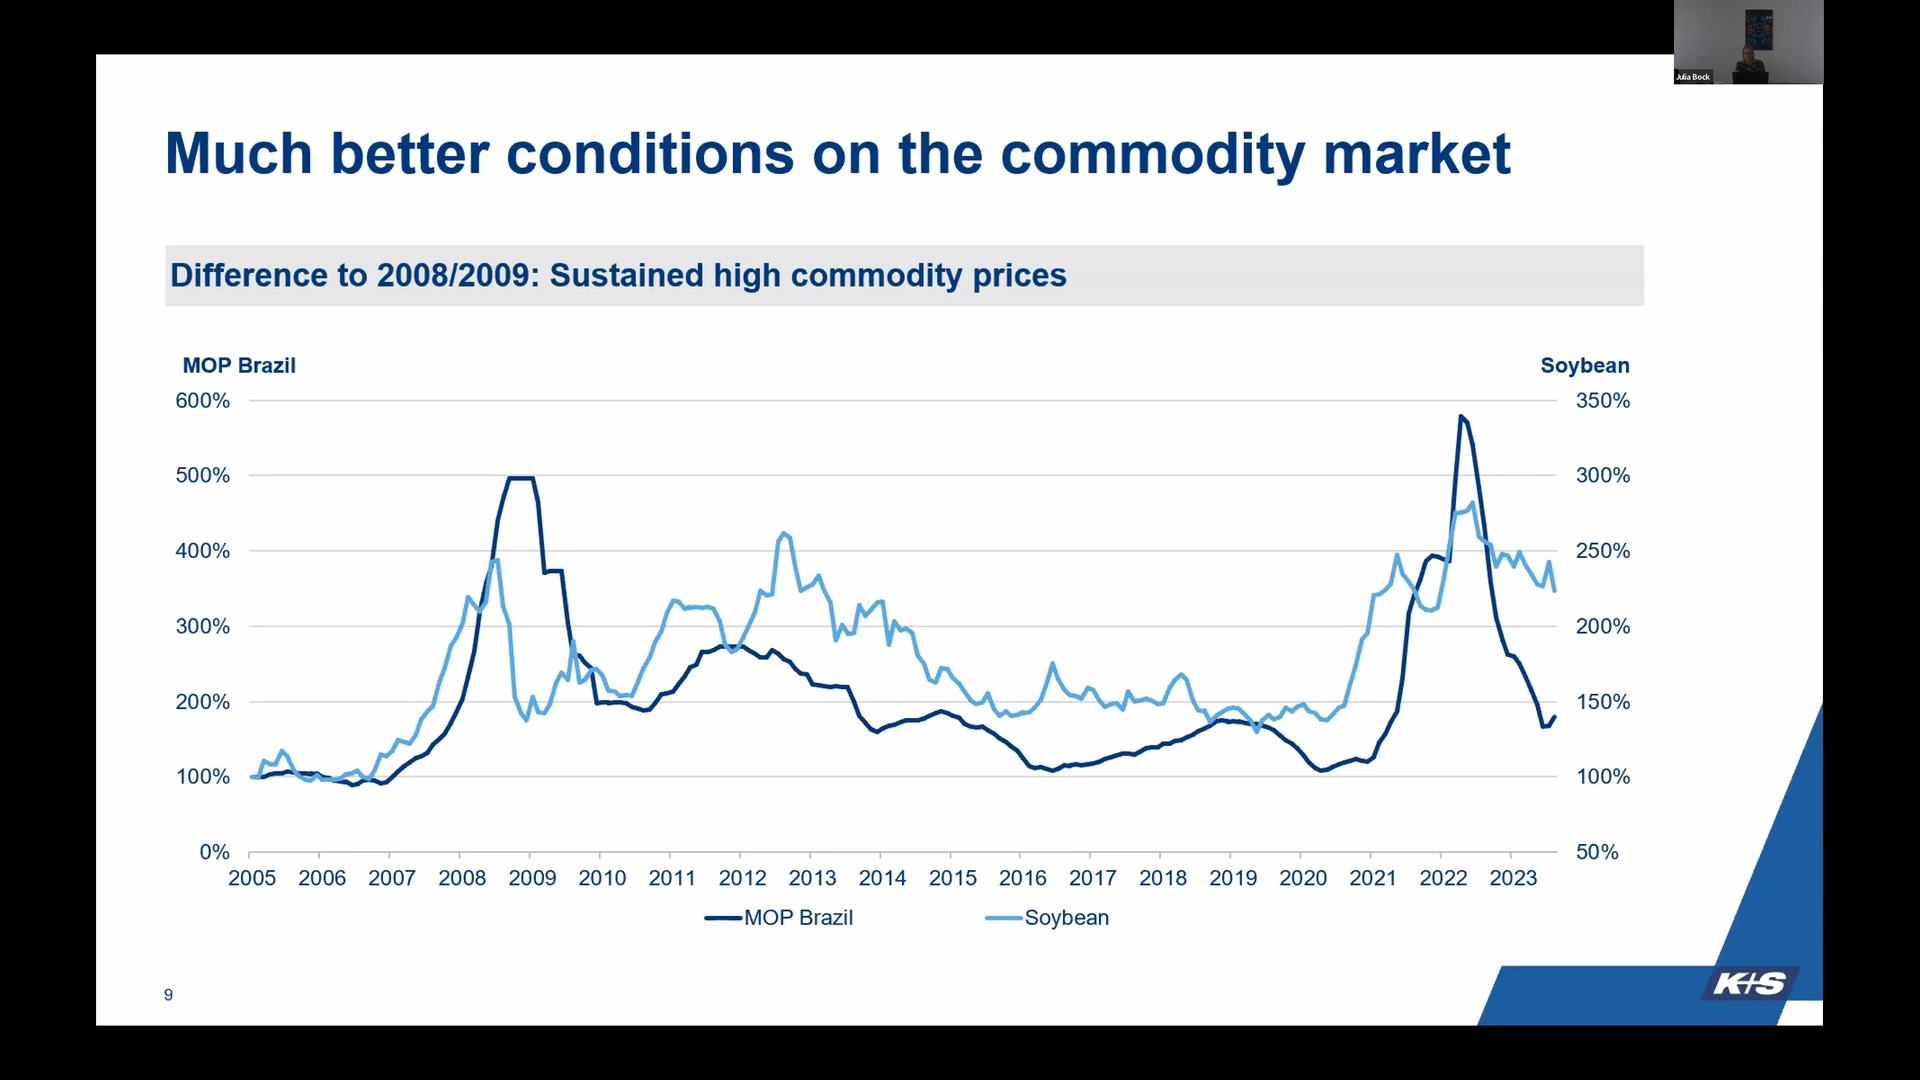 Julia Bock
Much better conditions on the commodity market
Difference to 2008/2009: Sustained high commodity prices
MOP Brazil
Soybean
600%
350%
500%
300%
400%
250%
300%
200%
200%
150%
100%
100%
0%
50%
2005 2006 2007 2008 2009 2010 2011 2012 2013 2014 2015 2016 2017 2018 2019 2020 2021 2022 2023
MOP Brazil Soybean
9
K+S